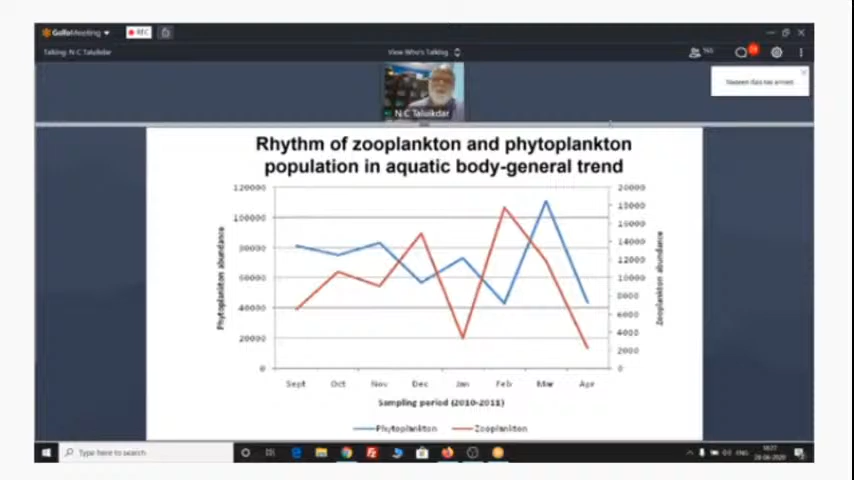 GoToMeeting
REC
Talking: N C Taluikdar
View Who's Talking
N C Taluikdar
Rhythm of zooplankton and phytoplankton
population in aquatic body-general trend
120000
100000
80000
60000
40000
20000
0
Phytoplankton abundance
20000
18000
16000
14000
12000
10000
8000
6000
4000
2000
0
Zooplankton abundance
Sept Oct Nov Dec Jan Feb Mar Apr
Sampling period (2010-2011)
Phytoplankton Zooplankton
Type here to search
ENG